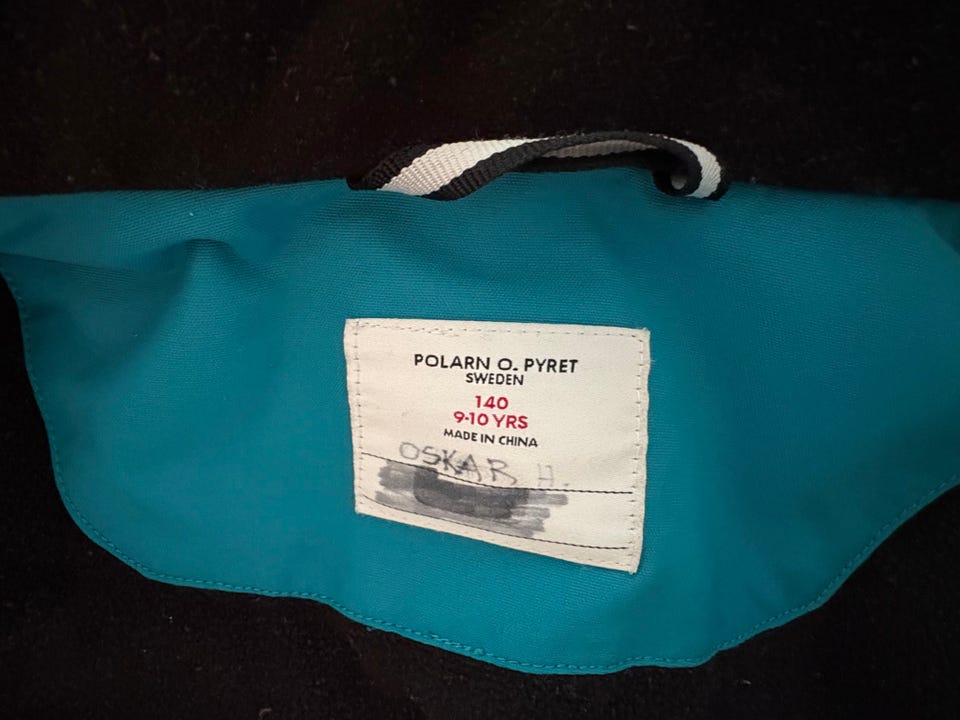 POLARN O. PYRET
SWEDEN
140
9-10 YRS
MADE IN CHINA
OSKAR H.